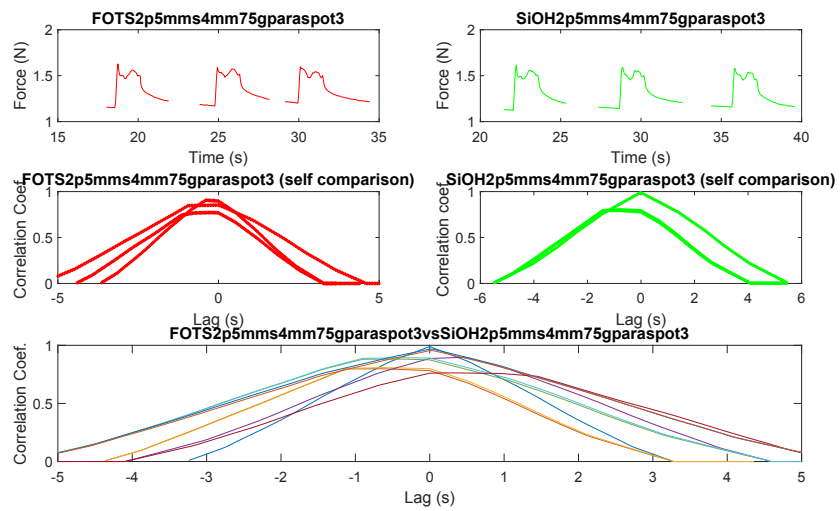 FOTS2p5mms4mm75gparaspot3
SiOH2p5mms4mm75gparaspot3
2
1.5
1
Force (N)
15 20 25 30 35
Time (s)
2
1.5
1
Force (N)
20 25 30 35 40
Time (s)
FOTS2p5mms4mm75gparaspot3 (self comparison)
SiOH2p5mms4mm75gparaspot3 (self comparison)
1
0.5
0
Correlation Coef.
-5 0 5
Lag (s)
1
0.5
0
Correlation coef.
-6 -4 -2 0 2 4 6
Lag (s)
FOTS2p5mms4mm75gparaspot3vsSiOH2p5mms4mm75gparaspot3
1
0.5
0
Correlation Coef.
-5 -4 -3 -2 -1 0 1 2 3 4 5
Lag (s)